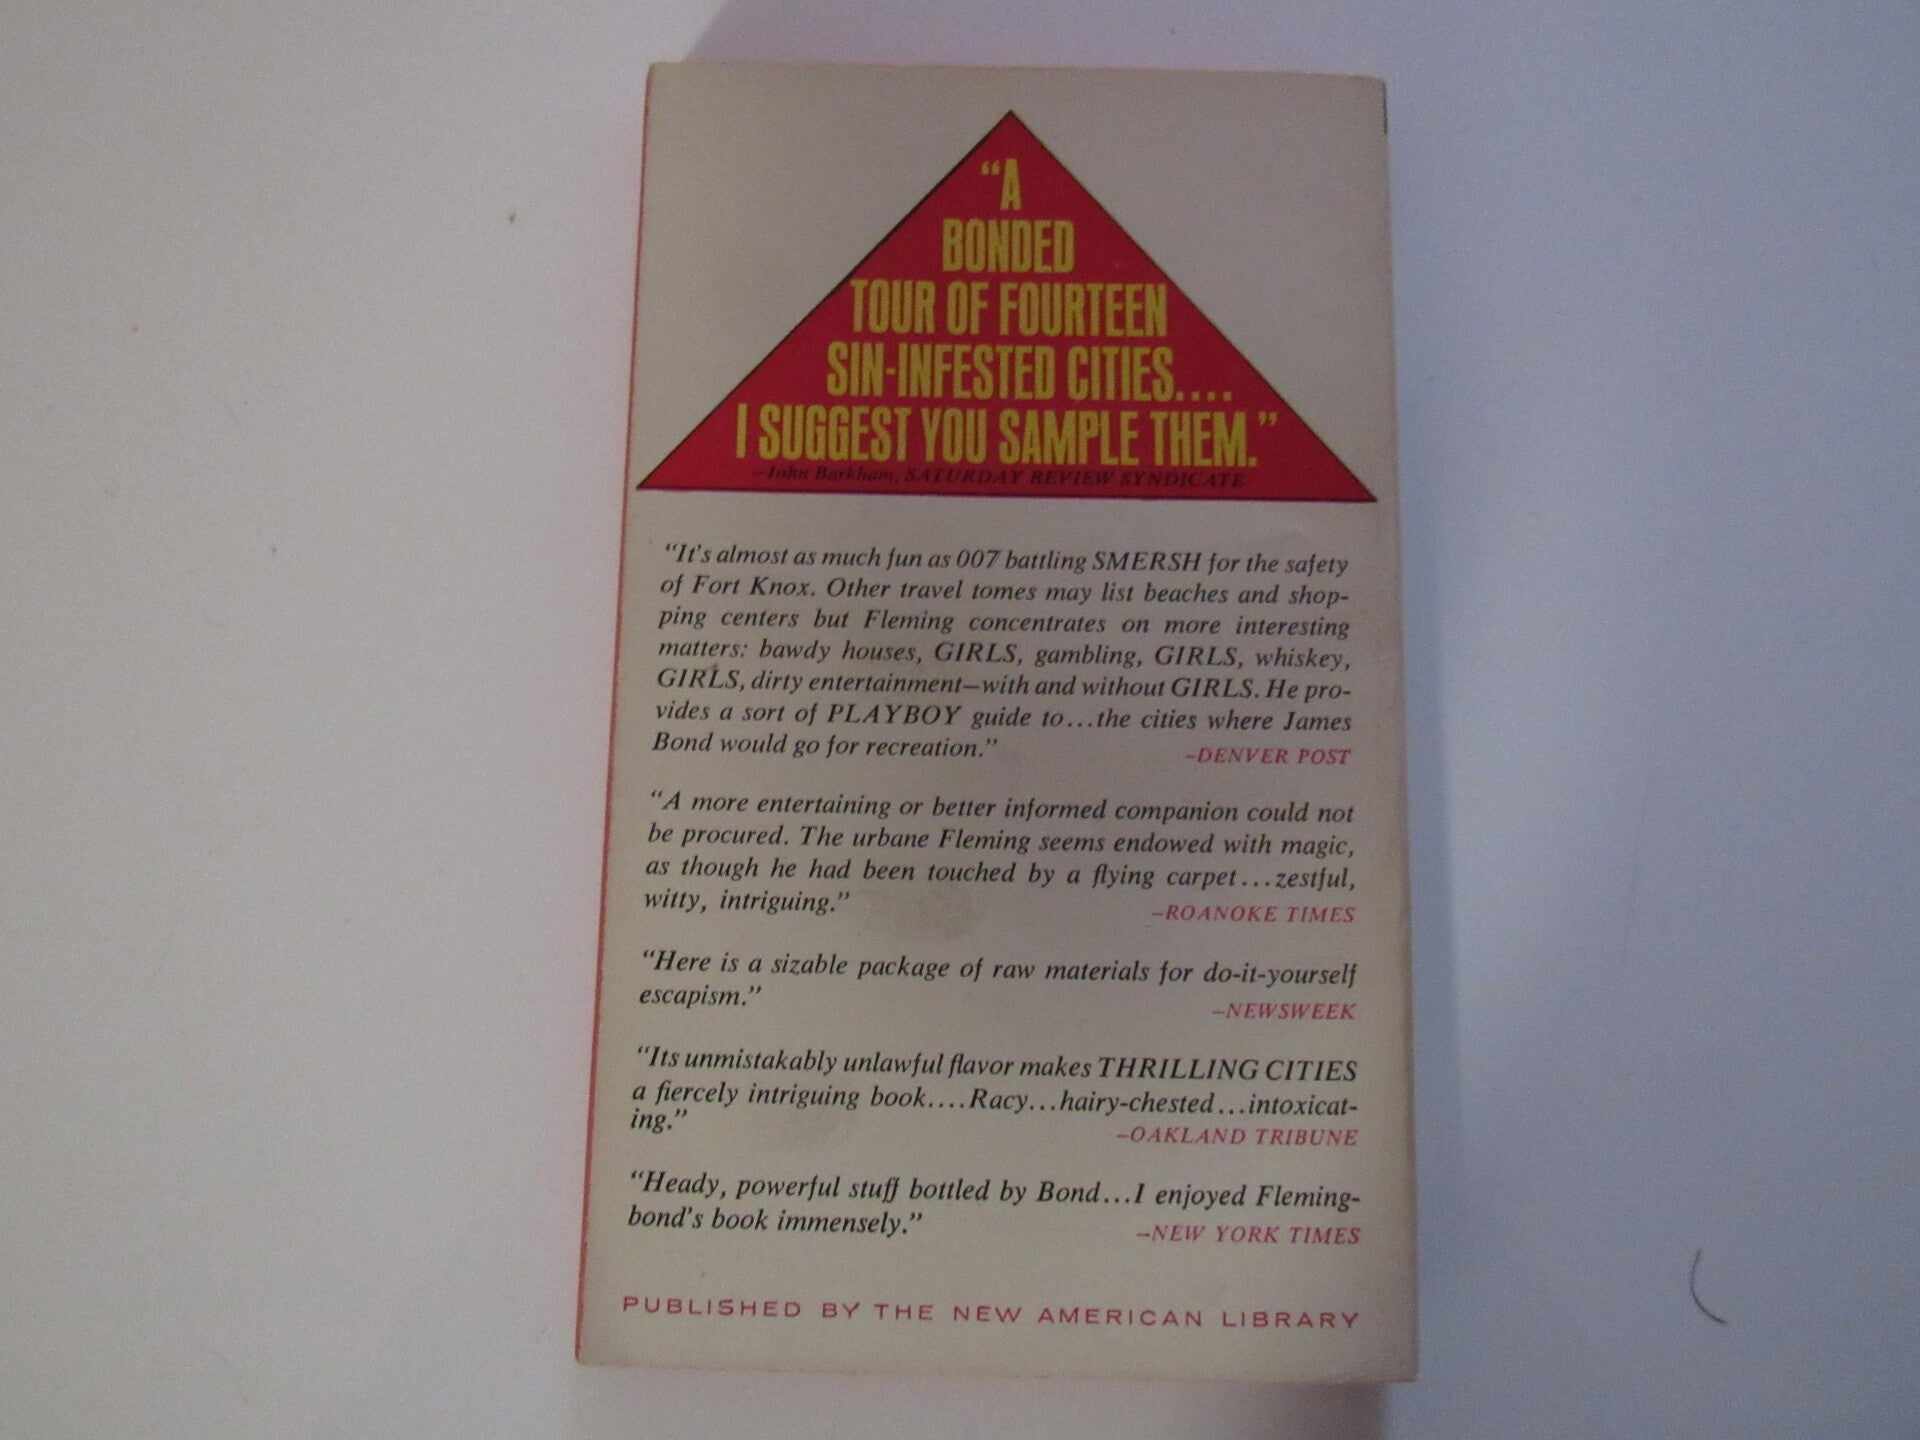 “A
BONDED
TOUR OF FOURTEEN
SIN-INFESTED CITIES....
I SUGGEST YOU SAMPLE THEM.”
—John Barkham, SATURDAY REVIEW SYNDICATE
“It's almost as much fun as 007 battling SMERSH for the safety
of Fort Knox. Other travel tomes may list beaches and shop-
ping centers but Fleming concentrates on more interesting
matters: bawdy houses, GIRLS, gambling, GIRLS, whiskey,
GIRLS, dirty entertainment—with and without GIRLS. He pro-
vides a sort of PLAYBOY guide to...the cities where James
Bond would go for recreation.” —DENVER POST
“A more entertaining or better informed companion could not
be procured. The urbane Fleming seems endowed with magic,
as though he had been touched by a flying carpet...zestful,
witty, intriguing.” —ROANOKE TIMES
“Here is a sizable package of raw materials for do-it-yourself
escapism.” —NEWSWEEK
“Its unmistakably unlawful flavor makes THRILLING CITIES
a fiercely intriguing book....Racy...hairy-chested...intoxicat-
ing.” —OAKLAND TRIBUNE
“Heady, powerful stuff bottled by Bond...I enjoyed Fleming-
bond's book immensely.” —NEW YORK TIMES
PUBLISHED BY THE NEW AMERICAN LIBRARY